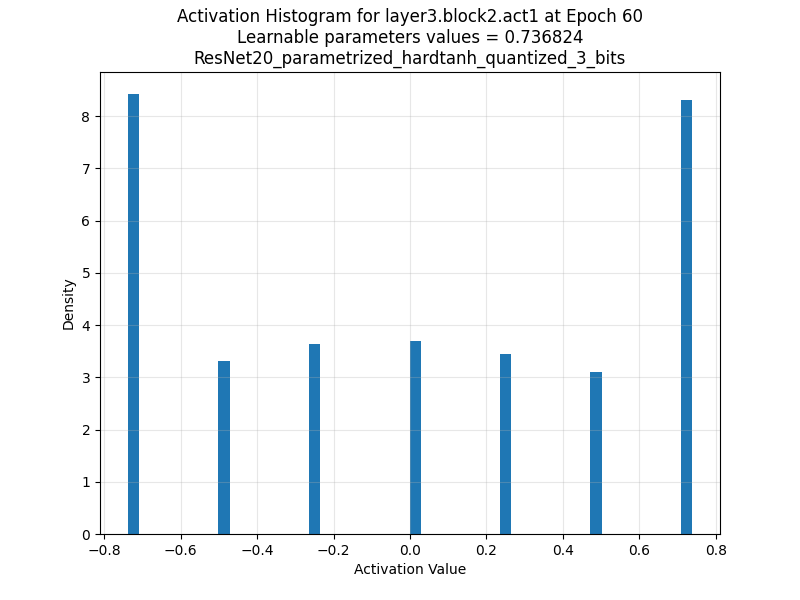 Activation Histogram for layer3.block2.act1 at Epoch 60
Learnable parameters values = 0.736824
ResNet20_parametrized_hardtanh_quantized_3_bits
8
7
6
5
4
3
2
1
0
Density
−0.8 −0.6 −0.4 −0.2 0.0 0.2 0.4 0.6 0.8
Activation Value